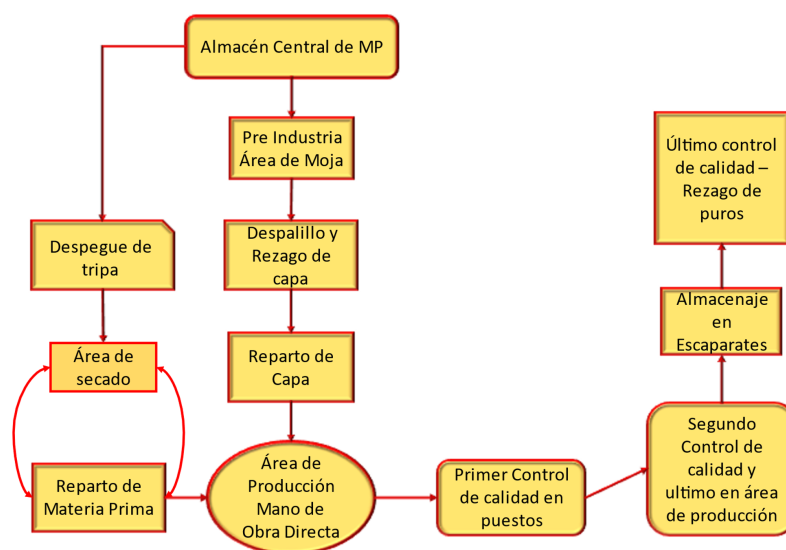 Almacén Central de MP
Pre Industria
Área de Moja
Despegue de
tripa
Despalillo y
Rezago de
capa
Área de
secado
Reparto de
Capa
Reparto de
Materia Prima
Área de
Producción
Mano de
Obra Directa
Primer Control
de calidad en
puestos
Segundo
Control de
calidad y
ultimo en área
de producción
Almacenaje
en
Escaparates
Último control
de calidad –
Rezago de
puros